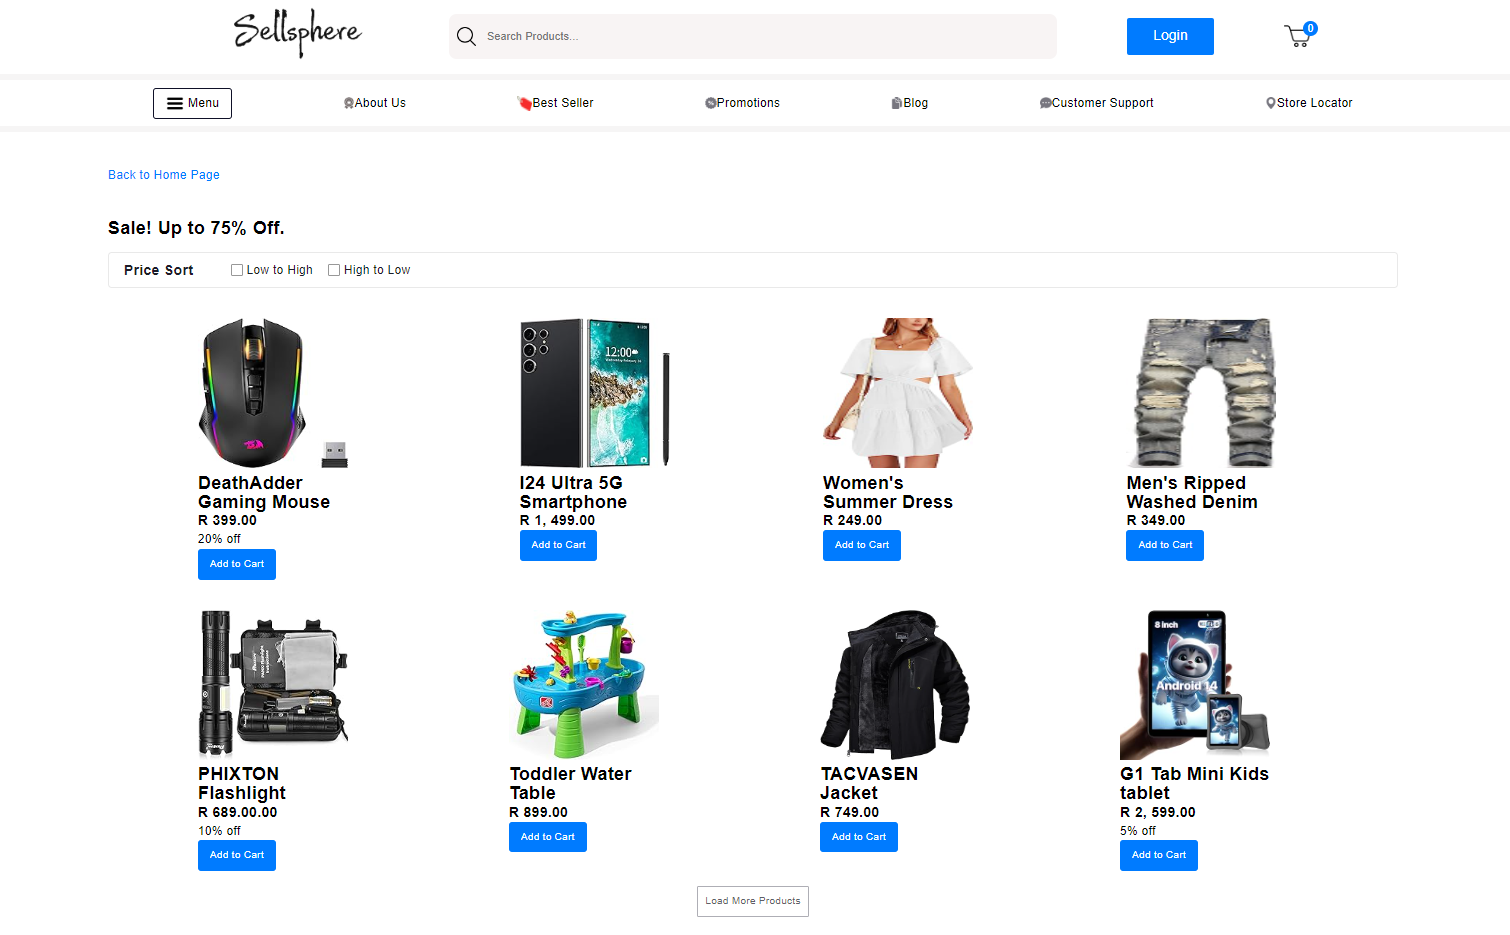 Sellsphere
Search Products...
Login
0
Menu
About Us
Best Seller
Promotions
Blog
Customer Support
Store Locator
Back to Home Page
Sale! Up to 75% Off.
Price Sort
Low to High
High to Low
12:00
DeathAdder
Gaming Mouse
R 399.00
20% off
Add to Cart
I24 Ultra 5G
Smartphone
R 1, 499.00
Add to Cart
Women's
Summer Dress
R 249.00
Add to Cart
Men's Ripped
Washed Denim
R 349.00
Add to Cart
8 inch
Android 14
PHIXTON
Flashlight
R 689.00.00
10% off
Add to Cart
Toddler Water
Table
R 899.00
Add to Cart
TACVASEN
Jacket
R 749.00
Add to Cart
G1 Tab Mini Kids
tablet
R 2, 599.00
5% off
Add to Cart
Load More Products